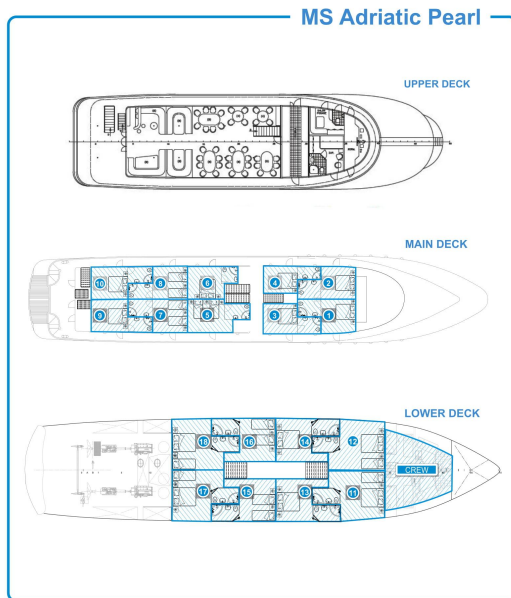 MS Adriatic Pearl
UPPER DECK
MAIN DECK
10 8 6 4 2
9 7 5 3 1
LOWER DECK
18 16 14 12
CREW
17 15 13 11